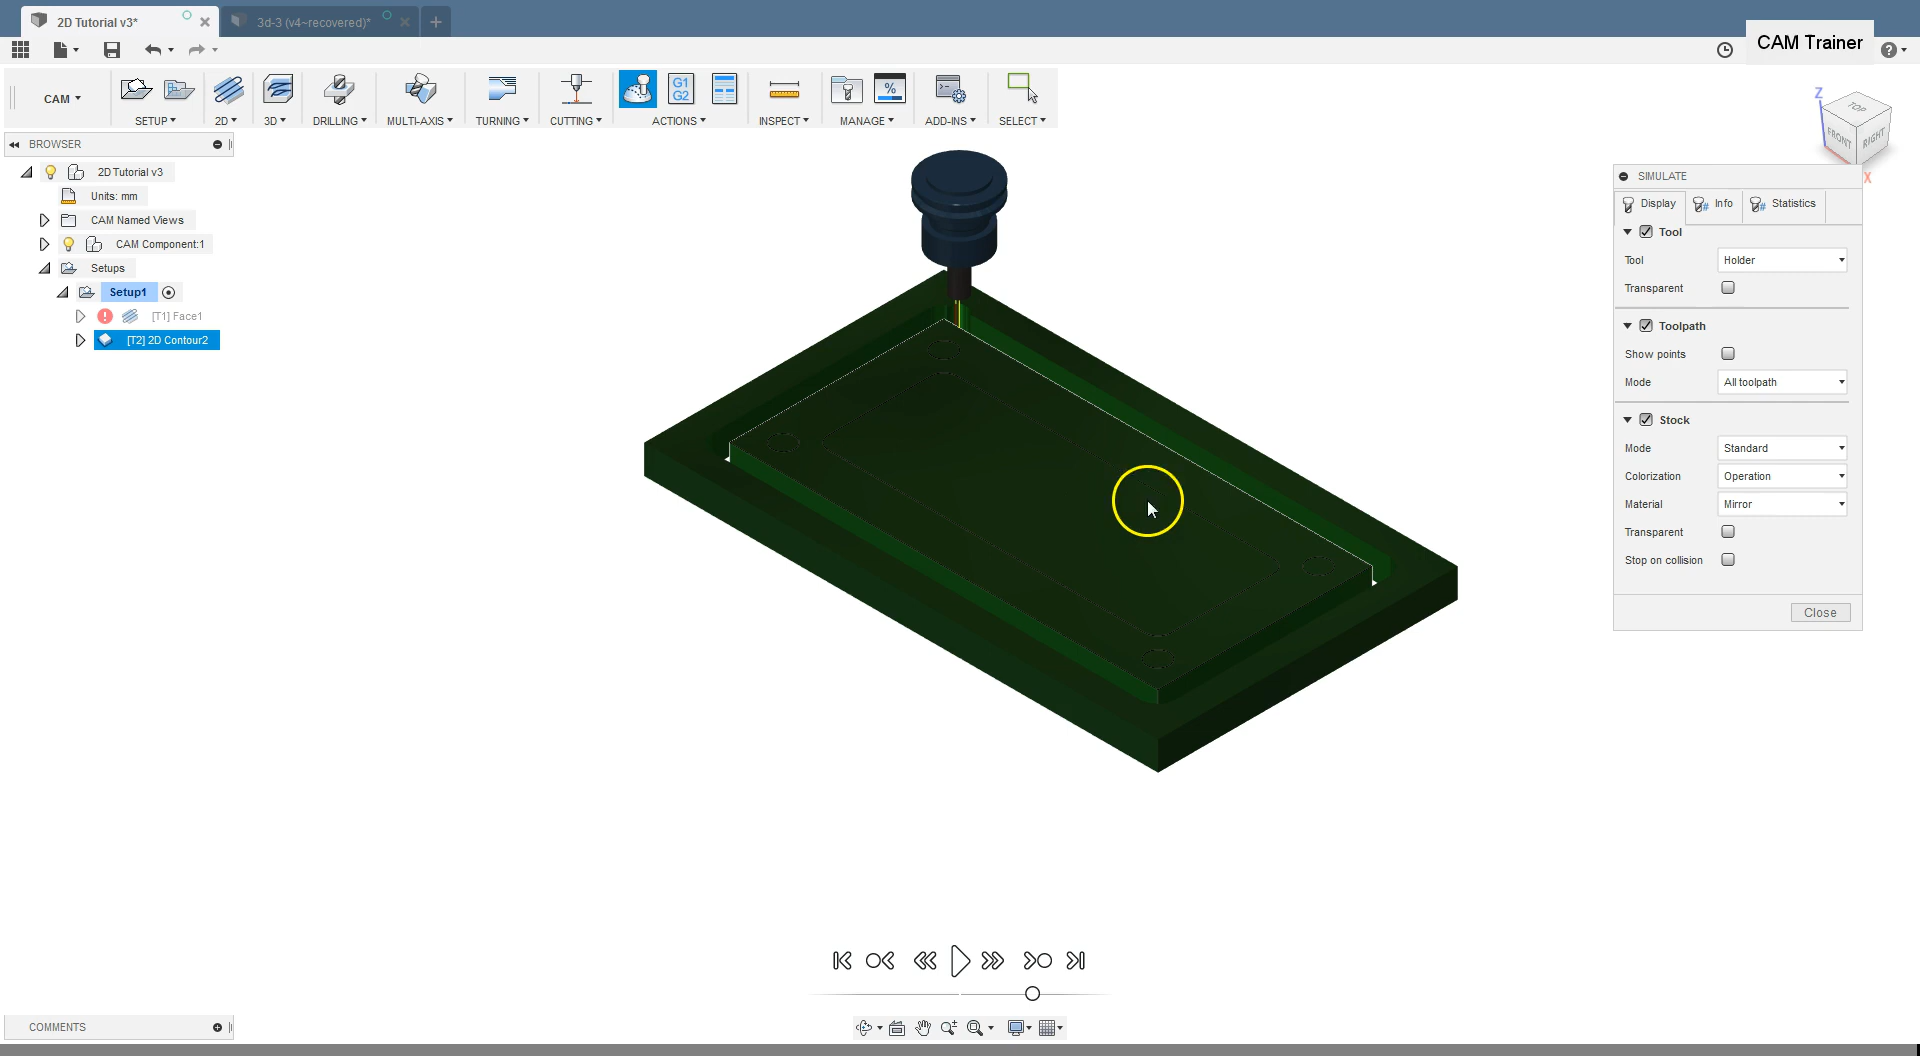 2D Tutorial v3*
3d-3 (v4~recovered)*
CAM Trainer
CAM
SETUP
2D
3D
DRILLING
MULTI-AXIS
TURNING
CUTTING
G1
G2
ACTIONS
INSPECT
MANAGE
ADD-INS
SELECT
BROWSER
2D Tutorial v3
Units: mm
CAM Named Views
CAM Component:1
Setups
Setup1
[T1] Face1
[T2] 2D Contour2
Z
TOP
FRONT
RIGHT
X
SIMULATE
Display
Info
Statistics
Tool
Tool
Holder
Transparent
Toolpath
Show points
Mode
All toolpath
Stock
Mode
Standard
Colorization
Operation
Material
Mirror
Transparent
Stop on collision
Close
COMMENTS